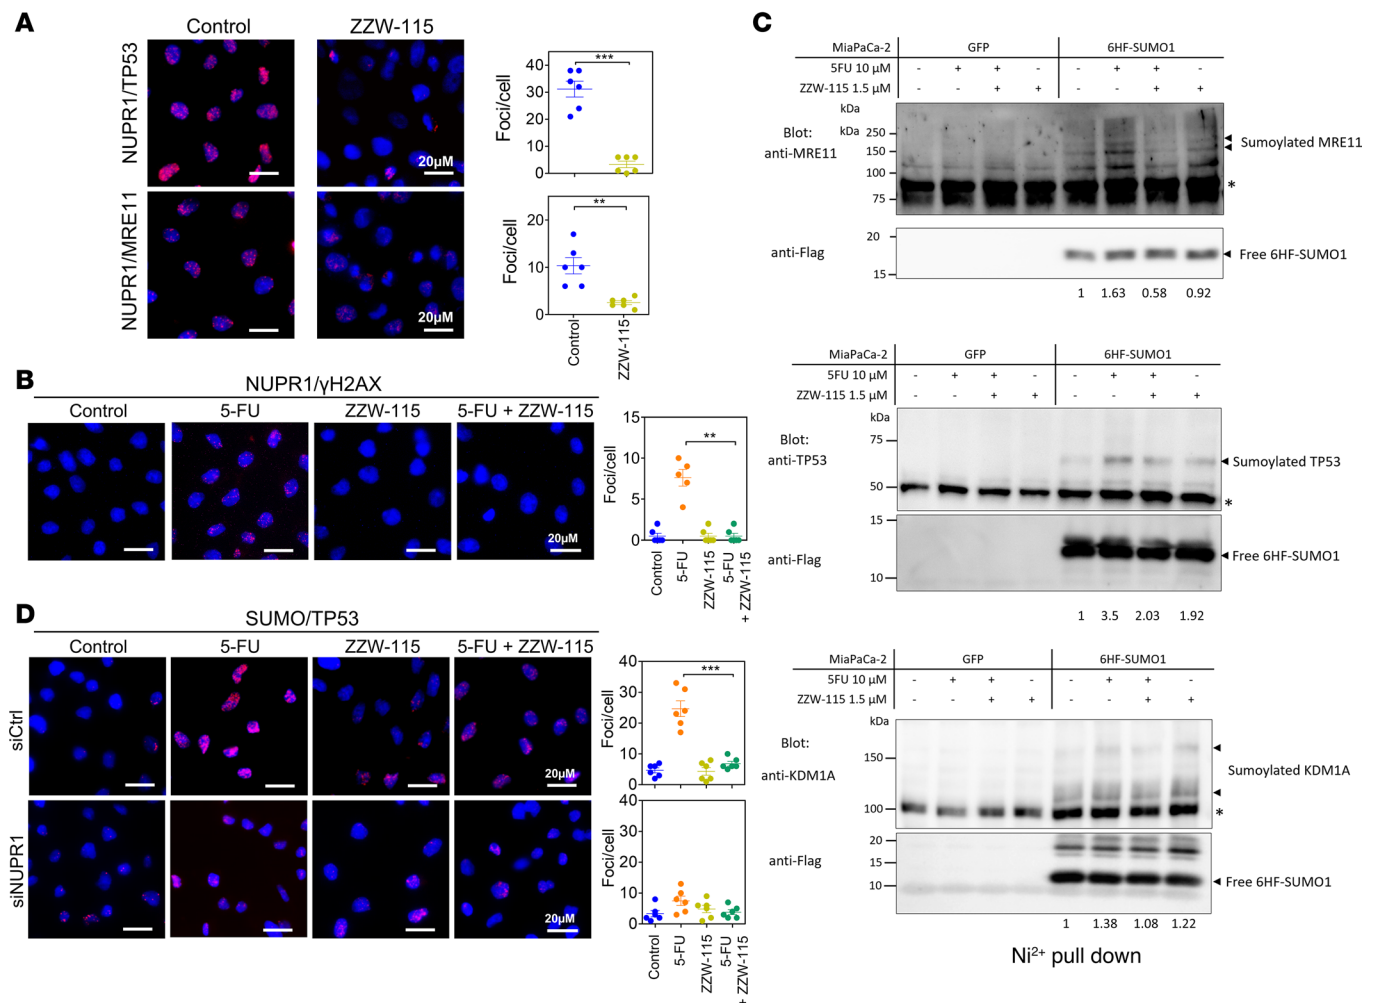 A
Control
ZZW-115
NUPR1/TP53
20µM
Foci/cell
40
30
20
10
0
***
NUPR1/MRE11
20µM
Foci/cell
20
10
0
**
Control
ZZW-115
B
NUPR1/γH2AX
Control
5-FU
ZZW-115
5-FU + ZZW-115
20µM
Foci/cell
15
10
5
0
**
Control
5-FU
ZZW-115
5-FU
+ ZZW-115
D
SUMO/TP53
Control
5-FU
ZZW-115
5-FU + ZZW-115
siCtrl
20µM
Foci/cell
40
30
20
10
0
***
siNUPR1
20µM
Foci/cell
40
30
20
10
0
Control
5-FU
ZZW-115
5-FU
+ ZZW-115
C
MiaPaCa-2 GFP 6HF-SUMO1
5FU 10 µM - + + - - + + -
ZZW-115 1.5 µM - - + + - - + +
kDa
Blot: kDa 250
anti-MRE11 150
100
75
Sumoylated MRE11
*
20
anti-Flag
15
Free 6HF-SUMO1
1 1.63 0.58 0.92
MiaPaCa-2 GFP 6HF-SUMO1
5FU 10 µM - + + - - + + -
ZZW-115 1.5 µM - - + + - - + +
kDa
Blot: 75
anti-TP53
50
Sumoylated TP53
*
15
anti-Flag
10
Free 6HF-SUMO1
1 3.5 2.03 1.92
MiaPaCa-2 GFP 6HF-SUMO1
5FU 10 µM - + + - - + + -
ZZW-115 1.5 µM - - + + - - + +
kDa
Blot: 150
anti-KDM1A
100
Sumoylated KDM1A
*
20
anti-Flag 15
10
Free 6HF-SUMO1
1 1.38 1.08 1.22
Ni²⁺ pull down